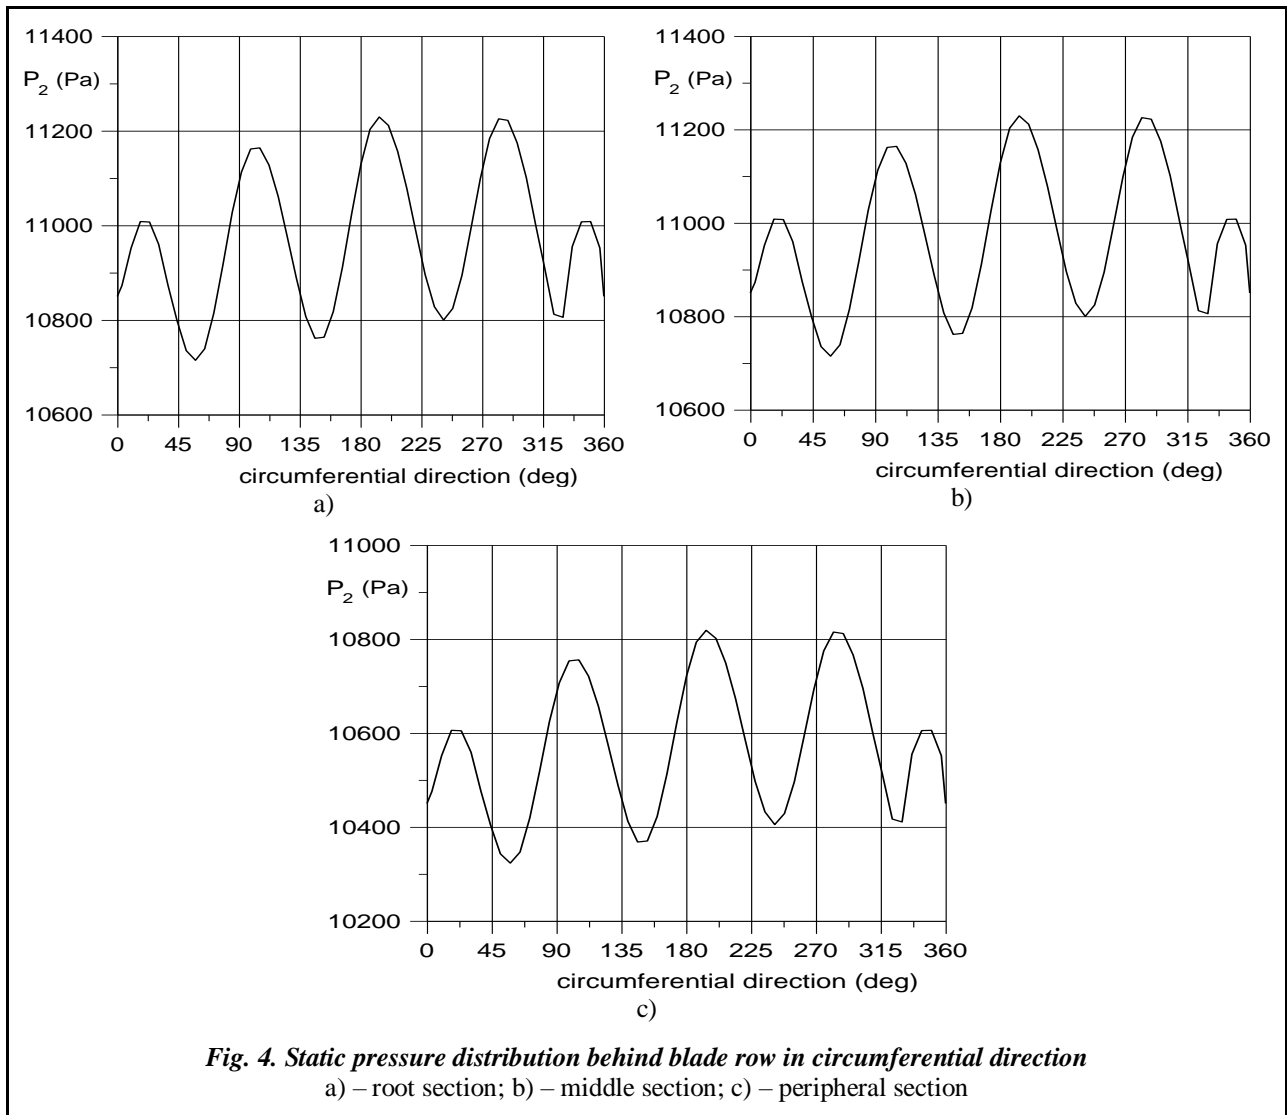 11400
P2 (Pa)
11200
11000
10800
10600
0 45 90 135 180 225 270 315 360
circumferential direction (deg)
a)
11400
P2 (Pa)
11200
11000
10800
10600
0 45 90 135 180 225 270 315 360
circumferential direction (deg)
b)
11000
P2 (Pa)
10800
10600
10400
10200
0 45 90 135 180 225 270 315 360
circumferential direction (deg)
c)
Fig. 4. Static pressure distribution behind blade row in circumferential direction
a) – root section; b) – middle section; c) – peripheral section